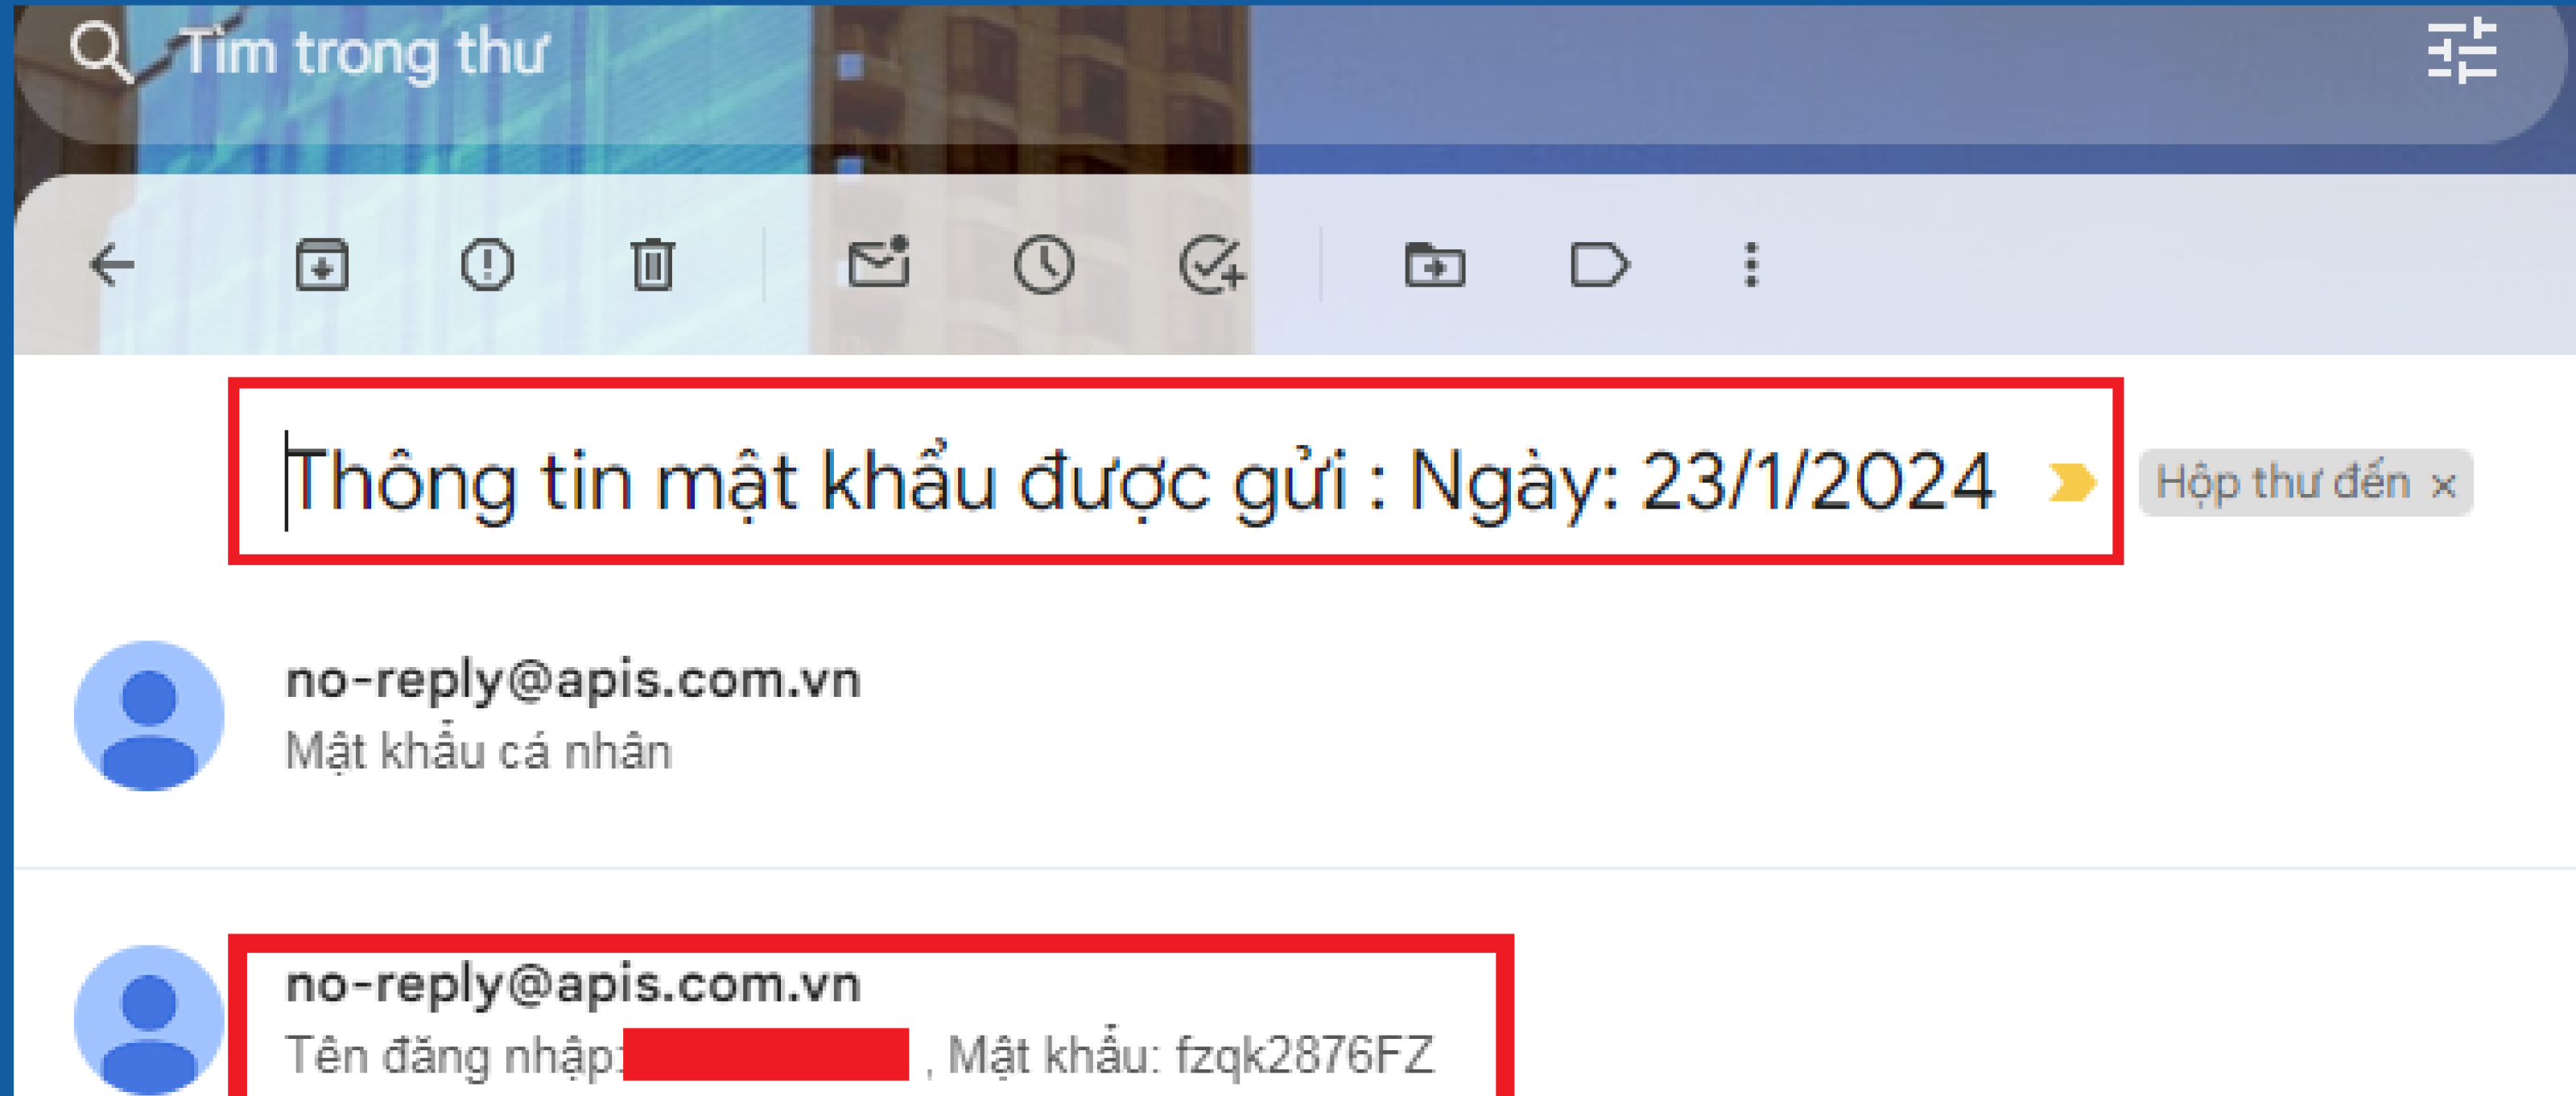 Tìm trong thư
Thông tin mật khẩu được gửi : Ngày: 23/1/2024
Hộp thư đến ×
no-reply@apis.com.vn
Mật khẩu cá nhân
no-reply@apis.com.vn
Tên đăng nhập: , Mật khẩu: fzqk2876FZ